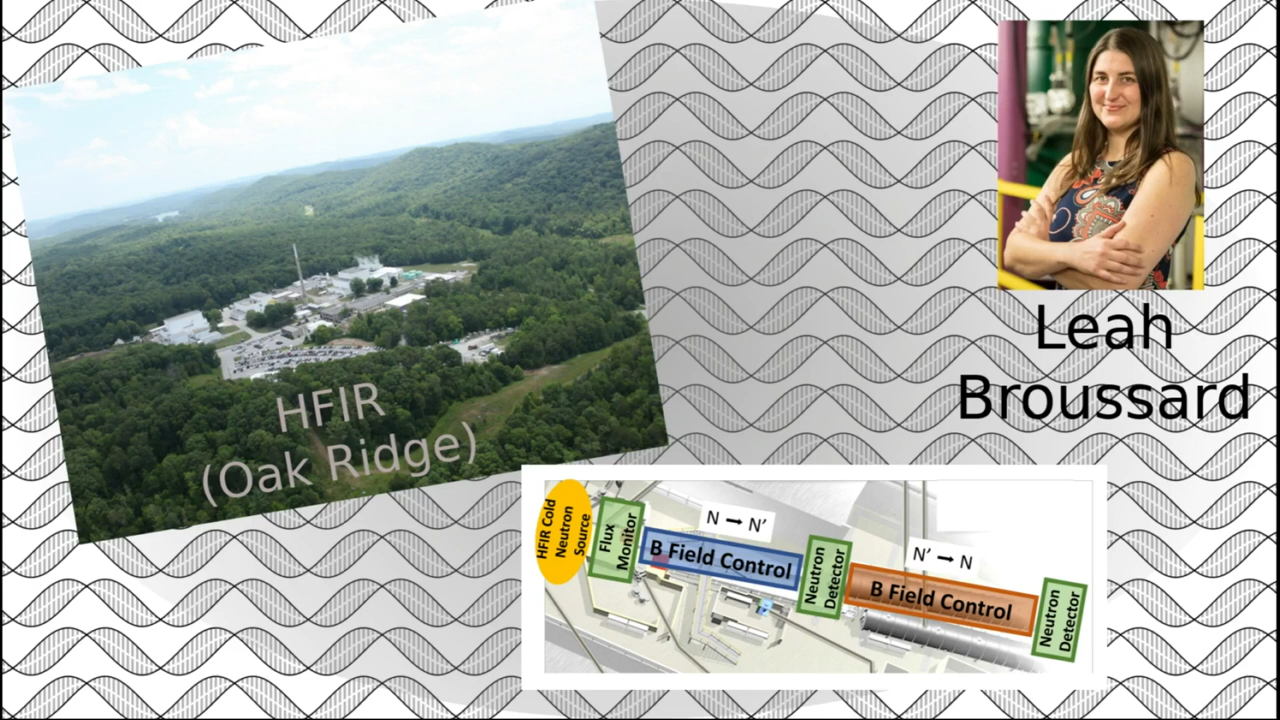 HFIR
(Oak Ridge)
Leah
Broussard
HFIR Cold
Neutron
Source
Flux
Monitor
N → N’
B Field Control
Neutron
Detector
N’ → N
B Field Control
Neutron
Detector